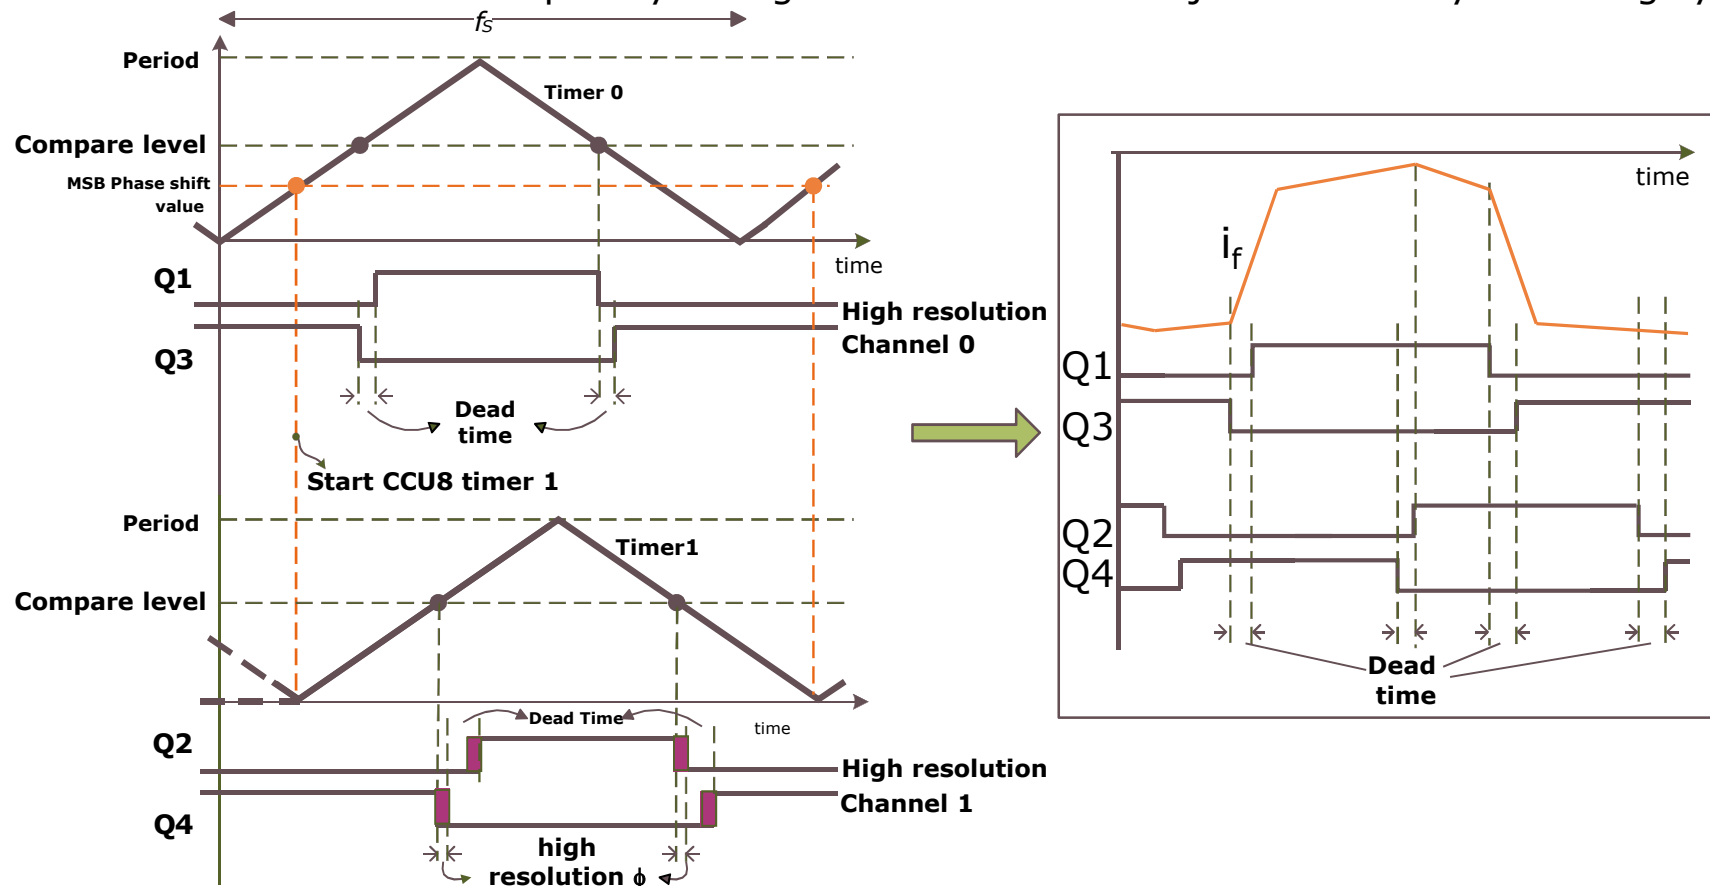 fS
Period
Timer 0
Compare level
MSB Phase shift
value
time
Q1
High resolution
Channel 0
Q3
Dead
time
Start CCU8 timer 1
Period
Timer1
Compare level
Dead Time
time
Q2
High resolution
Channel 1
Q4
high
resolution ϕ
time
if
Q1
Q3
Q2
Q4
Dead
time